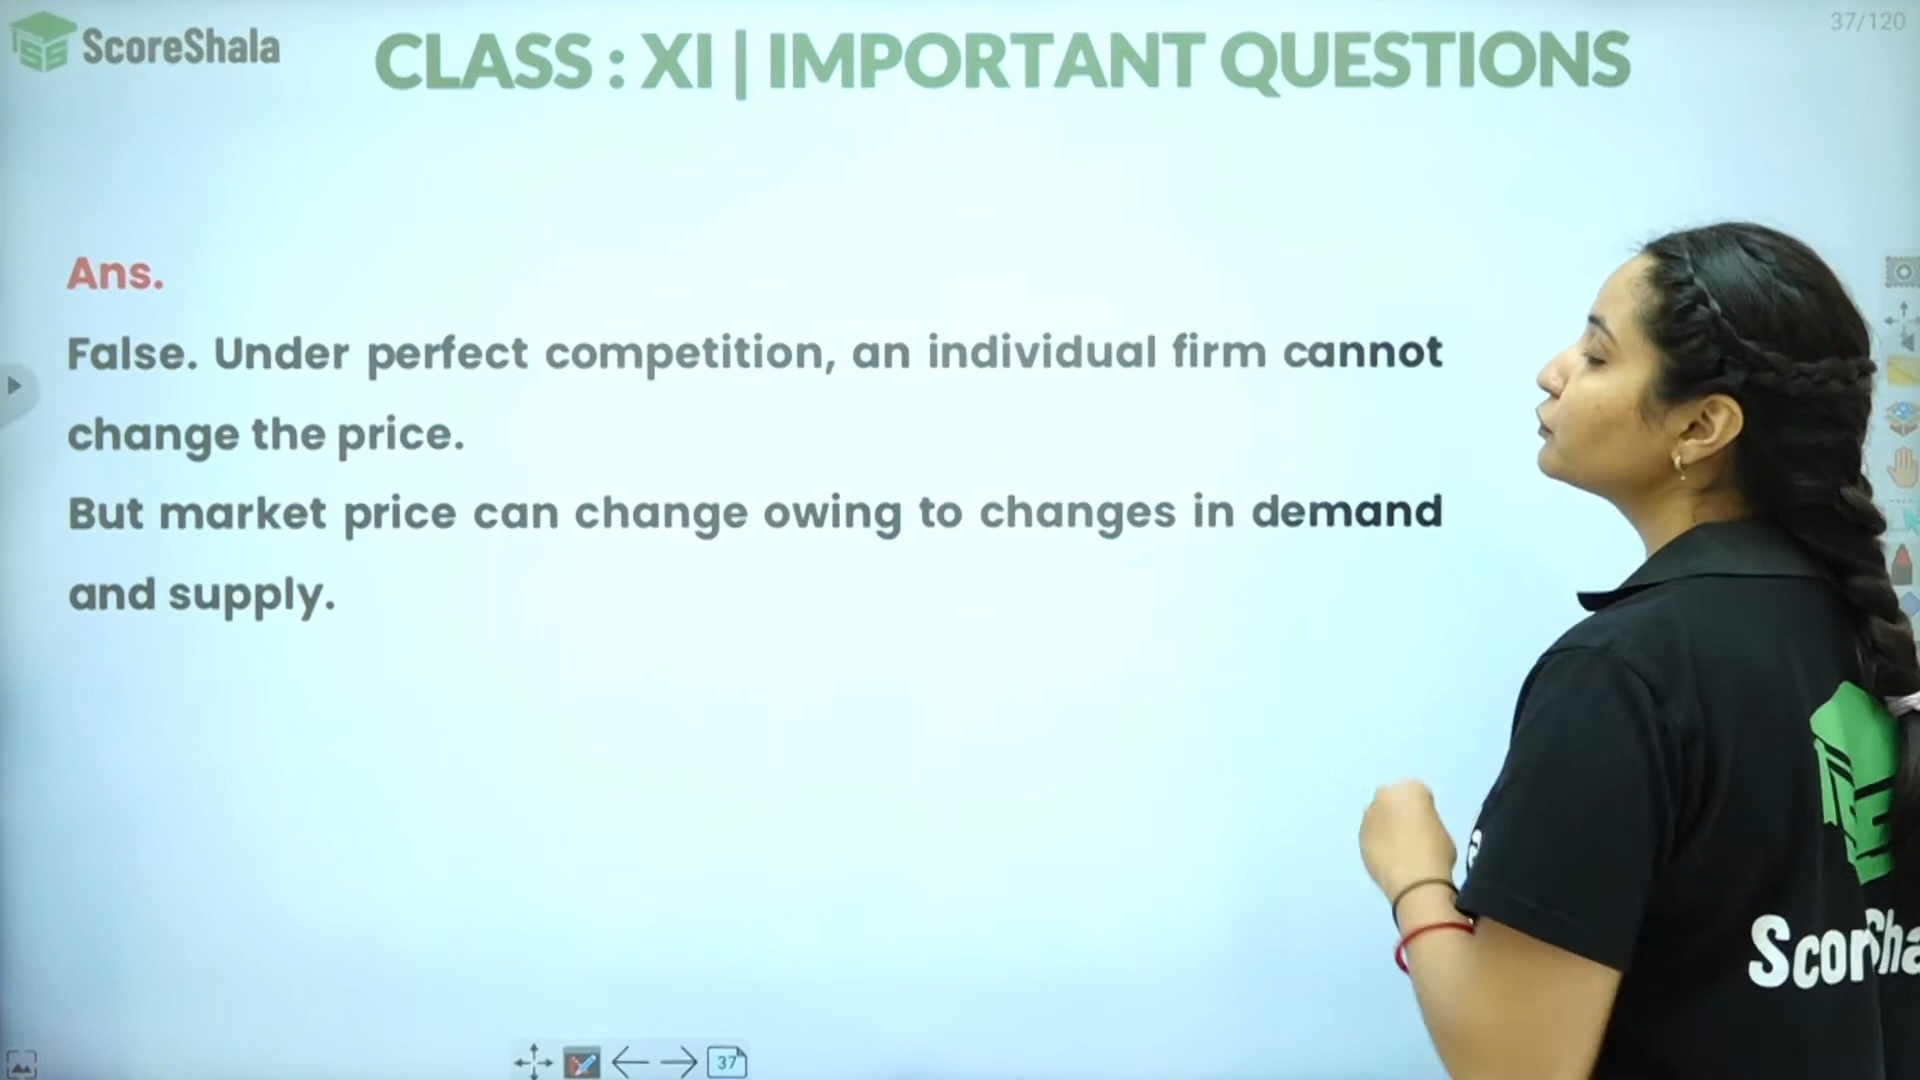 ScoreShala
CLASS : XI | IMPORTANT QUESTIONS
37/120
Ans.
False. Under perfect competition, an individual firm cannot
change the price.
But market price can change owing to changes in demand
and supply.
37